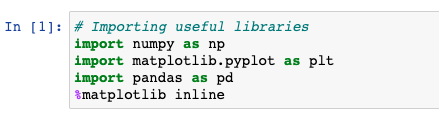 In [1]: # Importing useful libraries
import numpy as np
import matplotlib.pyplot as plt
import pandas as pd
%matplotlib inline